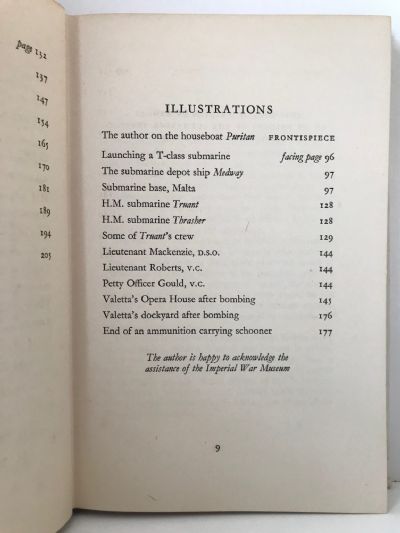 page 132
137
147
154
165
170
181
189
194
205
ILLUSTRATIONS
The author on the houseboat Puritan FRONTISPIECE
Launching a T-class submarine facing page 96
The submarine depot ship Medway 97
Submarine base, Malta 97
H.M. submarine Truant 128
H.M. submarine Thrasher 128
Some of Truant's crew 129
Lieutenant Mackenzie, D.S.O. 144
Lieutenant Roberts, V.C. 144
Petty Officer Gould, V.C. 144
Valetta's Opera House after bombing 145
Valetta's dockyard after bombing 176
End of an ammunition carrying schooner 177
The author is happy to acknowledge the
assistance of the Imperial War Museum
9